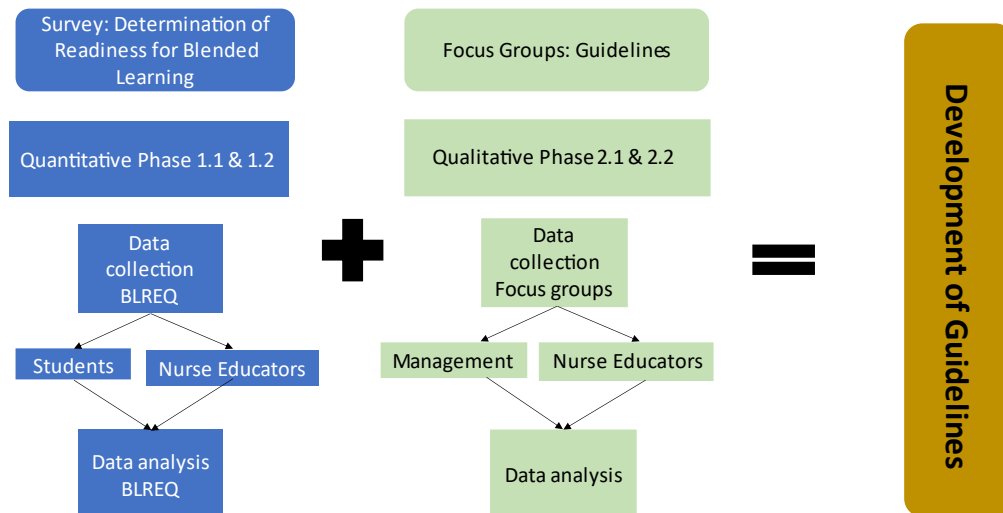 Survey: Determination of
Readiness for Blended
Learning
Quantitative Phase 1.1 & 1.2
Data
collection
BLREQ
Students
Nurse Educators
Data analysis
BLREQ
Focus Groups: Guidelines
Qualitative Phase 2.1 & 2.2
Data
collection
Focus groups
Management
Nurse Educators
Data analysis
Development of Guidelines